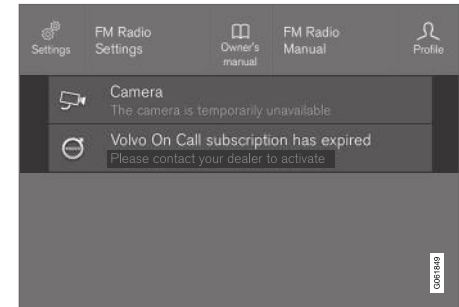 Settings
FM Radio
Settings
Owner's
manual
FM Radio
Manual
Profile
Camera
The camera is temporarily unavailable
Volvo On Call subscription has expired
Please contact your dealer to activate
G061849